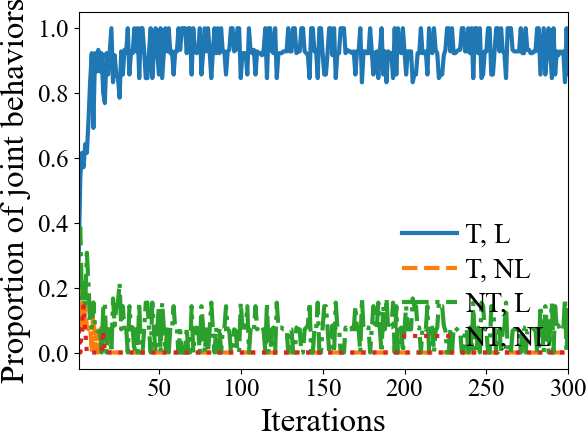 Proportion of joint behaviors
1.0
0.8
0.6
0.4
0.2
0.0
T, L
T, NL
NT, L
NT, NL
50 100 150 200 250 300
Iterations